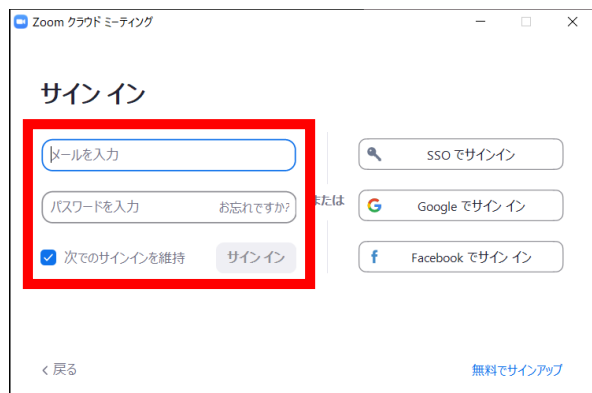 Zoom クラウド ミーティング
サイン イン
メールを入力
パスワードを入力 お忘れですか?
次でのサインインを維持 サイン イン
または
SSO でサインイン
Google でサイン イン
Facebook でサイン イン
< 戻る
無料でサインアップ